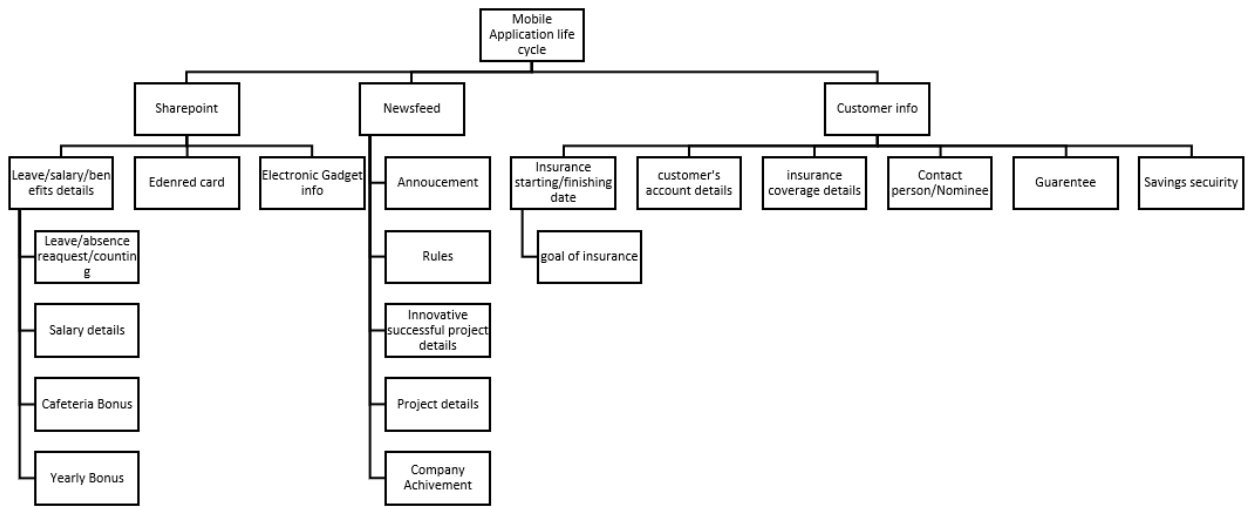 Mobile
Application life
cycle
Sharepoint
Newsfeed
Customer info
Leave/salary/ben
efits details
Edenred card
Electronic Gadget
info
Annoucement
Insurance
starting/finishing
date
customer's
account details
insurance
coverage details
Contact
person/Nominee
Guarentee
Savings secuirity
Leave/absence
reaquest/countin
g
Rules
goal of insurance
Salary details
Innovative
successful project
details
Cafeteria Bonus
Project details
Yearly Bonus
Company
Achivement